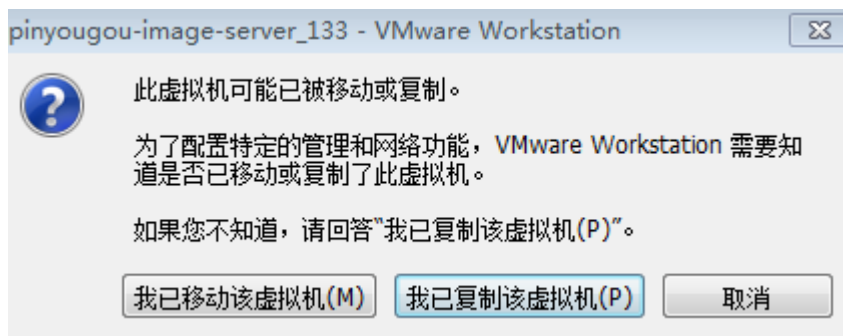 pinyougou-image-server_133 - VMware Workstation
此虚拟机可能已被移动或复制。
为了配置特定的管理和网络功能，VMware Workstation 需要知
道是否已移动或复制了此虚拟机。
如果您不知道，请回答“我已复制该虚拟机(P)”。
我已移动该虚拟机(M) 我已复制该虚拟机(P) 取消